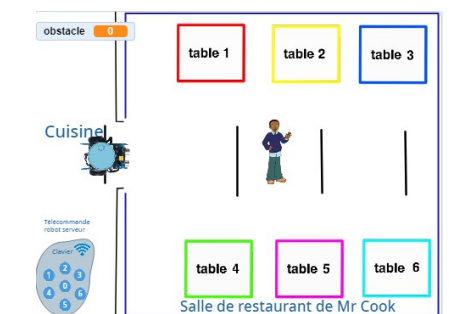 obstacle 0
table 1
table 2
table 3
Cuisine
Télécommande
robot serveur
Clavier
2
1 3
0
4 6
5
table 4
table 5
table 6
Salle de restaurant de Mr Cook